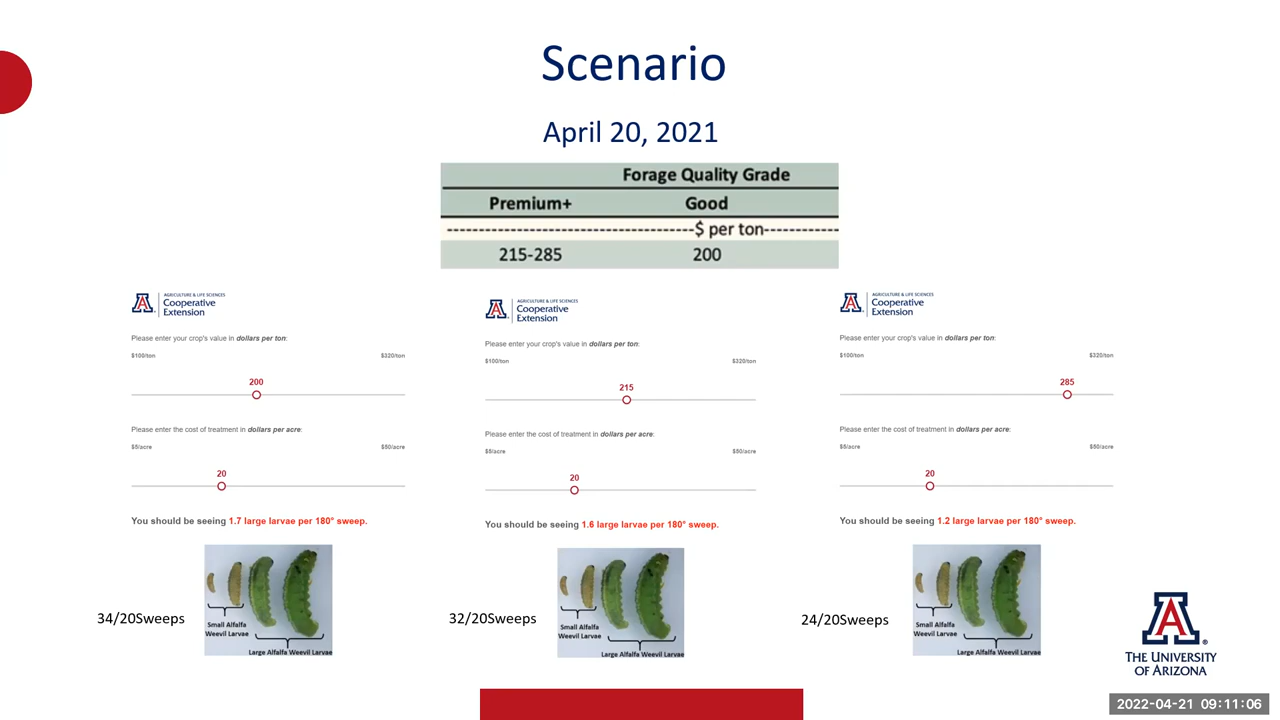 Scenario
April 20, 2021
Forage Quality Grade
Premium+ Good
----------------------------------------$ per ton------------
215-285 200
AGRICULTURE & LIFE SCIENCES
Cooperative
Extension
Please enter your crop's value in dollars per ton:
$100/ton $320/ton
200
Please enter the cost of treatment in dollars per acre:
$5/acre $50/acre
20
You should be seeing 1.7 large larvae per 180° sweep.
34/20Sweeps
Small Alfalfa
Weevil Larvae
Large Alfalfa Weevil Larvae
AGRICULTURE & LIFE SCIENCES
Cooperative
Extension
Please enter your crop's value in dollars per ton:
$100/ton $320/ton
215
Please enter the cost of treatment in dollars per acre:
$5/acre $50/acre
20
You should be seeing 1.6 large larvae per 180° sweep.
32/20Sweeps
Small Alfalfa
Weevil Larvae
Large Alfalfa Weevil Larvae
AGRICULTURE & LIFE SCIENCES
Cooperative
Extension
Please enter your crop's value in dollars per ton:
$100/ton $320/ton
285
Please enter the cost of treatment in dollars per acre:
$5/acre $50/acre
20
You should be seeing 1.2 large larvae per 180° sweep.
24/20Sweeps
Small Alfalfa
Weevil Larvae
Large Alfalfa Weevil Larvae
A
THE UNIVERSITY
OF ARIZONA
2022-04-21 09:11:06